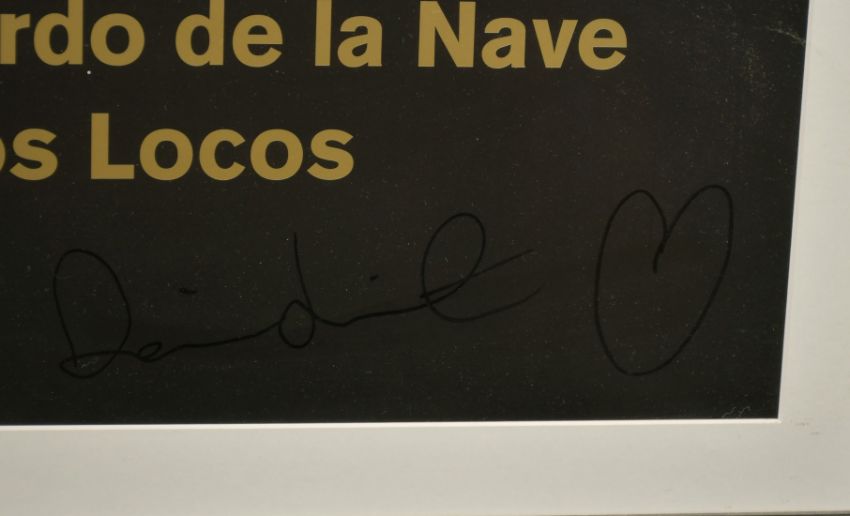 rdo de la Nave
os Locos